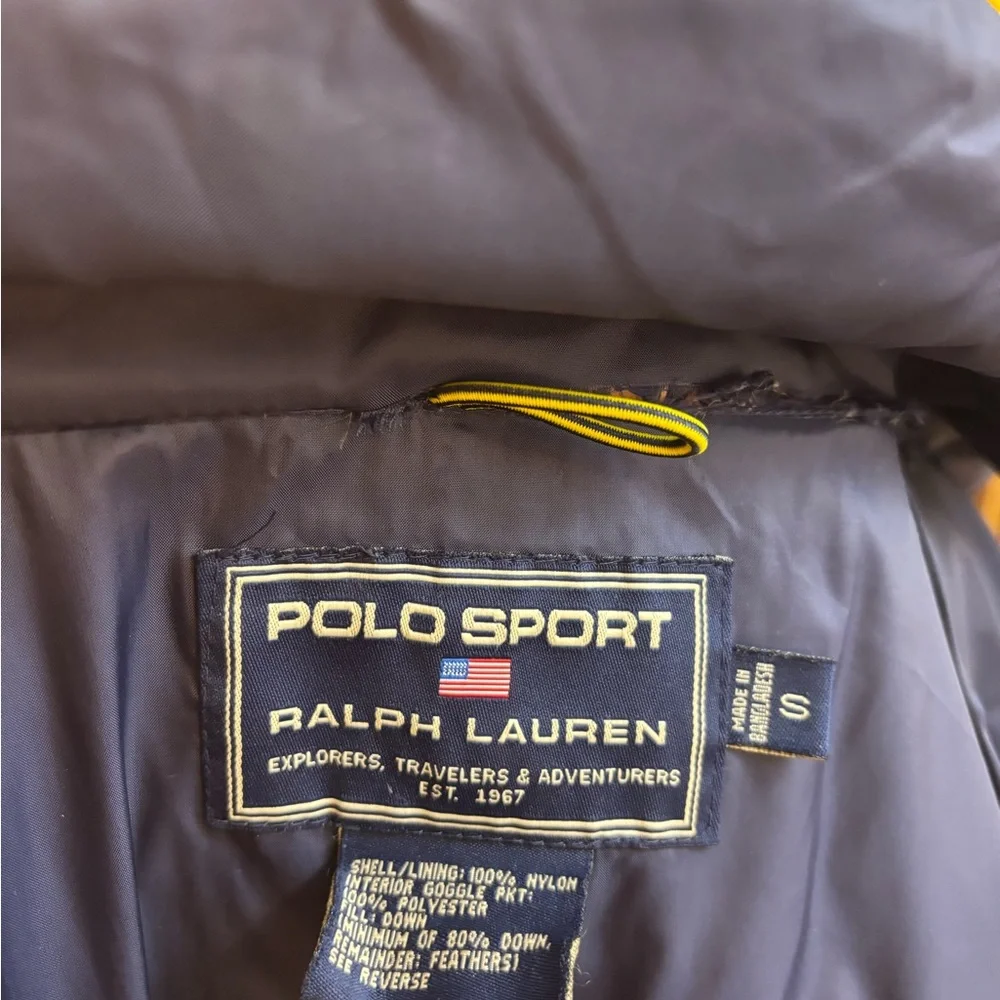 POLO SPORT
RALPH LAUREN
EXPLORERS, TRAVELERS & ADVENTURERS
EST. 1967
MADE IN
BANGLADESH
S
SHELL/LINING: 100% NYLON
INTERIOR GOGGLE PKT:
100% POLYESTER
FILL: DOWN
(MINIMUM OF 80% DOWN,
REMAINDER: FEATHERS)
SEE REVERSE